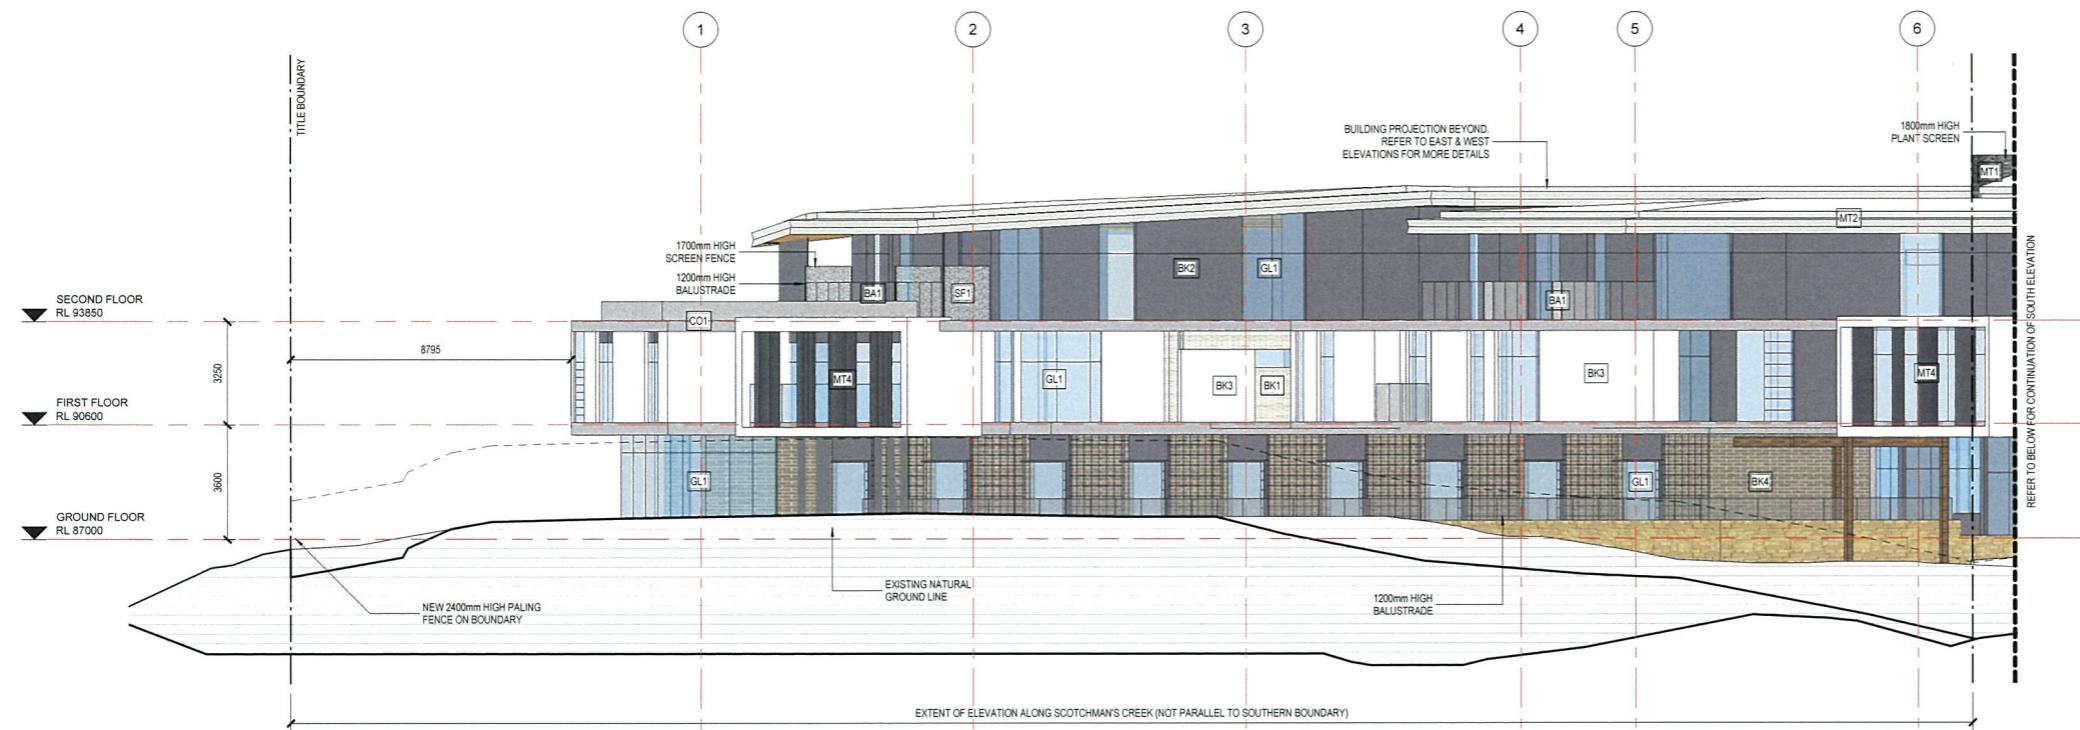 1
2
3
4
5
6
TITLE BOUNDARY
BUILDING PROJECTION BEYOND.
REFER TO EAST & WEST
ELEVATIONS FOR MORE DETAILS
1800mm HIGH
PLANT SCREEN
MT1
MT2
1700mm HIGH
SCREEN FENCE
1200mm HIGH
BALUSTRADE
BK2
GL1
BA1
SF1
BA1
SECOND FLOOR
RL 93850
CO1
8795
3250
MT4
GL1
BK3
BK1
BK3
MT4
FIRST FLOOR
RL 90600
3600
GL1
GL1
BK4
GROUND FLOOR
RL 87000
REFER TO BELOW FOR CONTINUATION OF SOUTH ELEVATION
NEW 2400mm HIGH PALING
FENCE ON BOUNDARY
EXISTING NATURAL
GROUND LINE
1200mm HIGH
BALUSTRADE
EXTENT OF ELEVATION ALONG SCOTCHMAN'S CREEK (NOT PARALLEL TO SOUTHERN BOUNDARY)